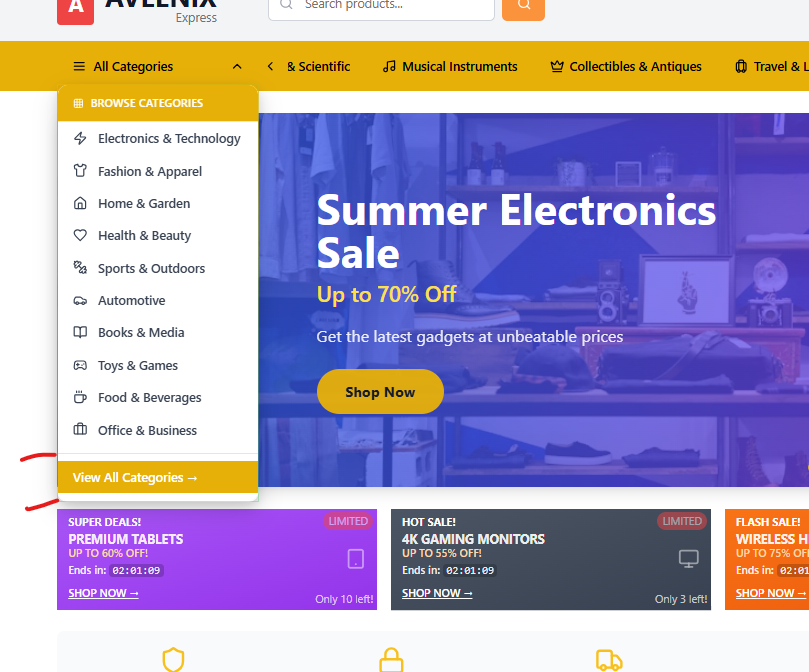 A AVEENIX
Express
Search products...
All Categories
& Scientific
Musical Instruments
Collectibles & Antiques
Travel & L
BROWSE CATEGORIES
Electronics & Technology
Fashion & Apparel
Home & Garden
Health & Beauty
Sports & Outdoors
Automotive
Books & Media
Toys & Games
Food & Beverages
Office & Business
View All Categories →
Summer Electronics
Sale
Up to 70% Off
Get the latest gadgets at unbeatable prices
Shop Now
SUPER DEALS!
LIMITED
PREMIUM TABLETS
UP TO 60% OFF!
Ends in: 02:01:09
SHOP NOW →
Only 10 left!
HOT SALE!
LIMITED
4K GAMING MONITORS
UP TO 55% OFF!
Ends in: 02:01:09
SHOP NOW →
Only 3 left!
FLASH SALE!
WIRELESS H
UP TO 75% OF
Ends in: 02:01
SHOP NOW →